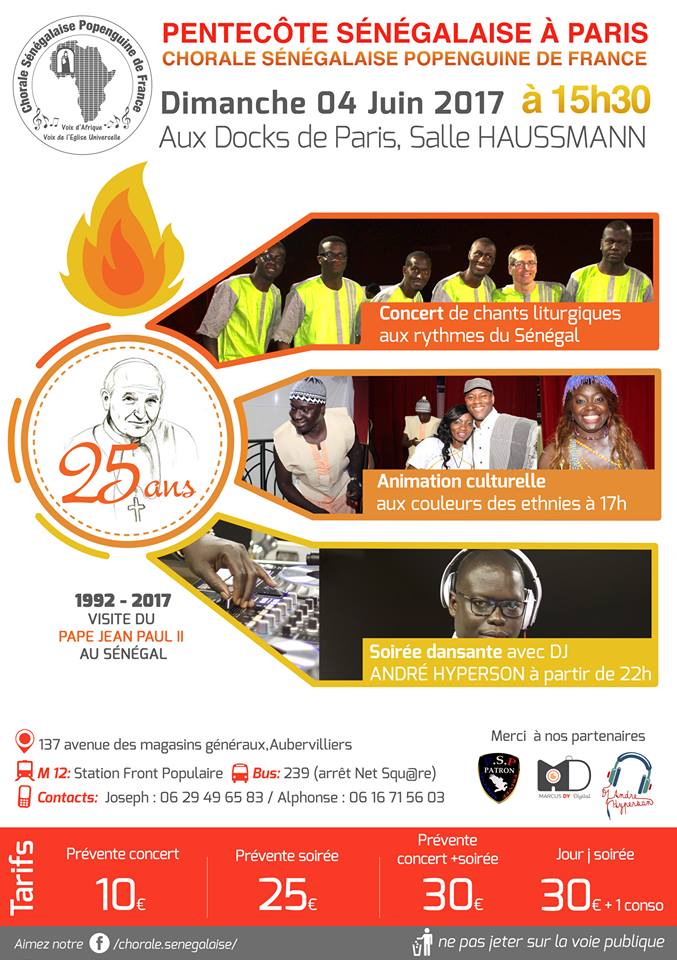 Chorale Sénégalaise Popenguine de France
Voix d'Afrique
Voix de l'Eglise Universelle
PENTECÔTE SÉNÉGALAISE À PARIS
CHORALE SÉNÉGALAISE POPENGUINE DE FRANCE
Dimanche 04 Juin 2017 à 15h30
Aux Docks de Paris, Salle HAUSSMANN
Concert de chants liturgiques
aux rythmes du Sénégal
25 ans
Animation culturelle
aux couleurs des ethnies à 17h
1992 - 2017
VISITE DU
PAPE JEAN PAUL II
AU SÉNÉGAL
Soirée dansante avec DJ
ANDRÉ HYPERSON à partir de 22h
137 avenue des magasins généraux,Aubervilliers
M 12: Station Front Populaire Bus: 239 (arrêt Net Squ@re)
Contacts: Joseph : 06 29 49 65 83 / Alphonse : 06 16 71 56 03
Merci à nos partenaires
.S.P
PATRON
MD
MARCUS DY Digital
Dj André
Hyperson
Tarifs
Prévente concert
10€
Prévente soirée
25€
Prévente
concert +soirée
30€
Jour j soirée
30€ + 1 conso
Aimez notre f /chorale.senegalaise/
ne pas jeter sur la voie publique